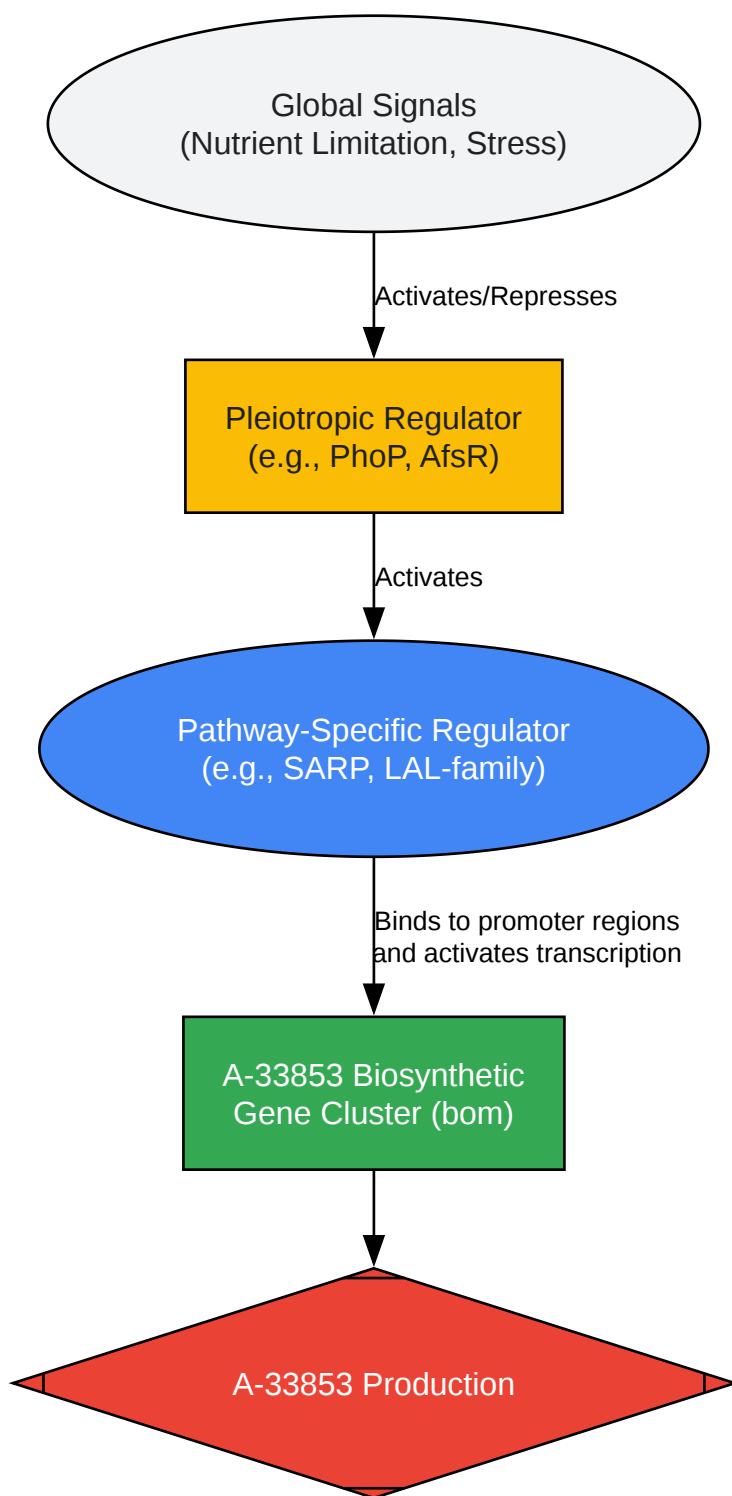 Global Signals
(Nutrient Limitation, Stress)
Activates/Represses
Pleiotropic Regulator
(e.g., PhoP, AfsR)
Activates
Pathway-Specific Regulator
(e.g., SARP, LAL-family)
Binds to promoter regions
and activates transcription
A-33853 Biosynthetic
Gene Cluster (bom)
A-33853 Production